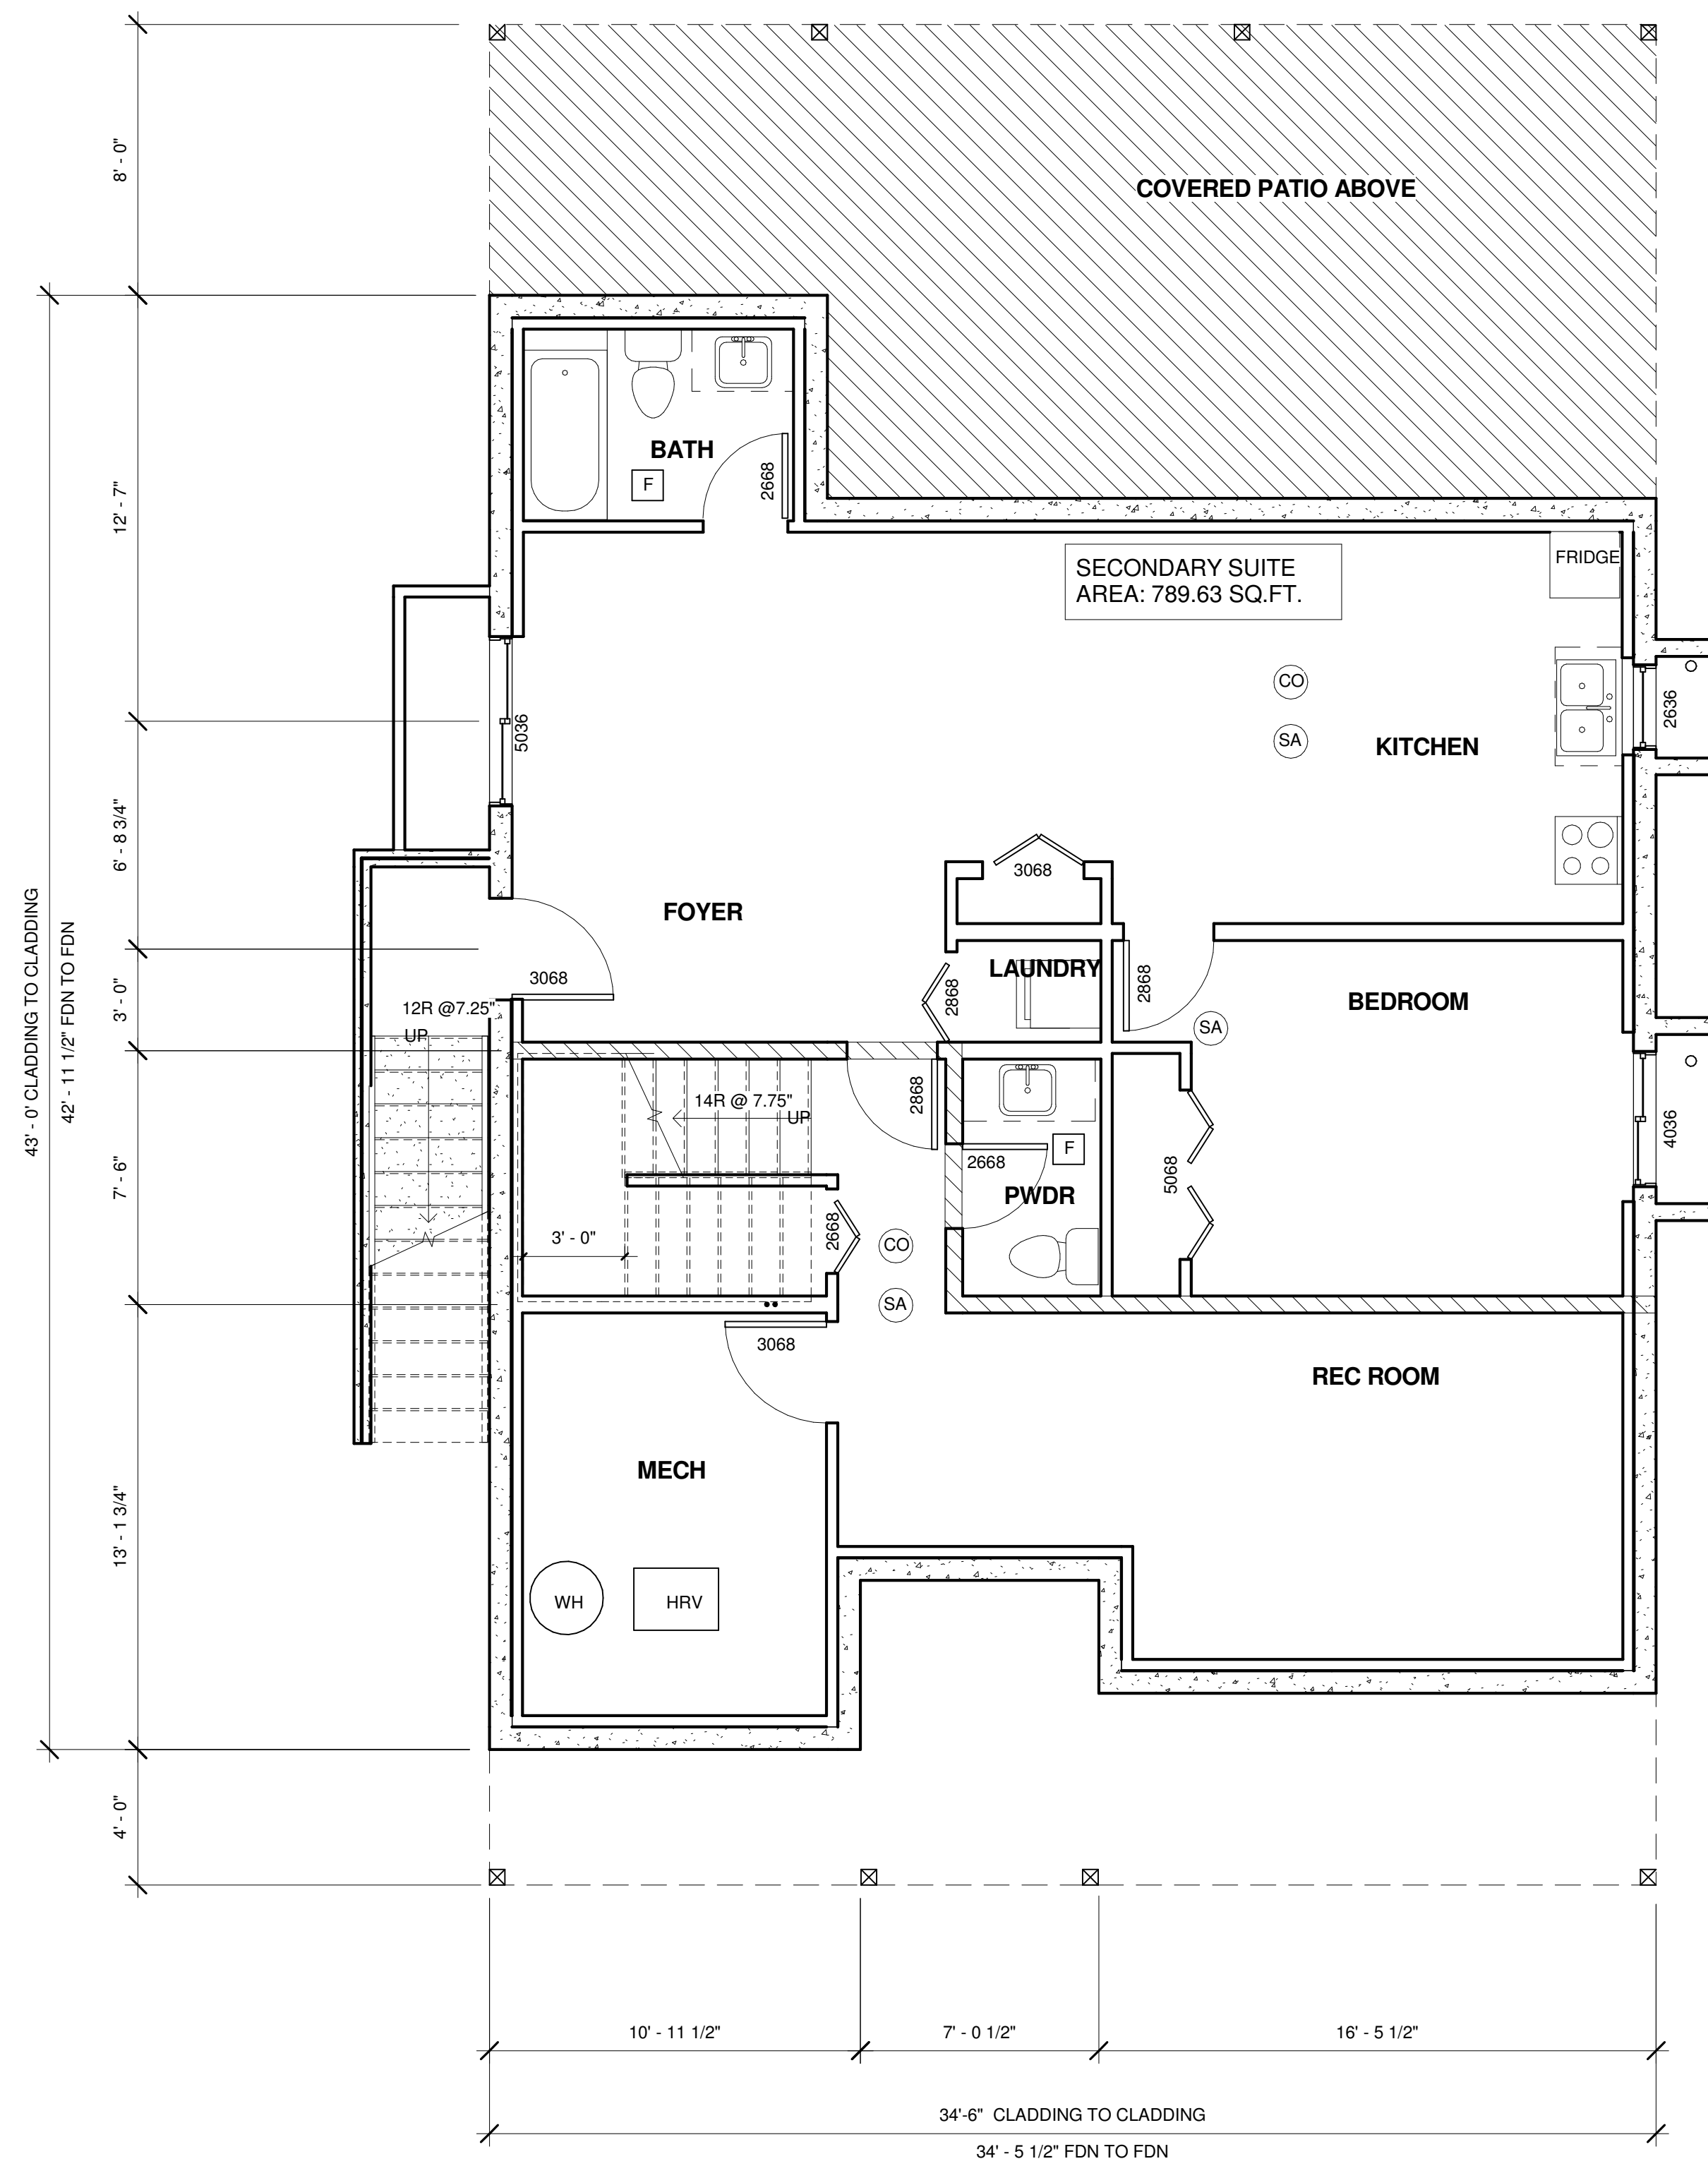 8' - 0"
COVERED PATIO ABOVE
BATH
F
2668
12' - 7"
SECONDARY SUITE
AREA: 789.63 SQ.FT.
FRIDGE
CO
SA
KITCHEN
5036
2636
6' - 8 3/4"
3068
FOYER
LAUNDRY
2868
2868
BEDROOM
3068
12R @7.25"
UP
SA
3' - 0"
43' - 0' CLADDING TO CLADDING
42' - 11 1/2" FDN TO FDN
14R @ 7.75"
UP
2868
2668
F
PWDR
5068
4036
7' - 6"
3' - 0"
2668
CO
SA
3068
REC ROOM
MECH
13' - 1 3/4"
WH
HRV
4' - 0"
10' - 11 1/2"
7' - 0 1/2"
16' - 5 1/2"
34'-6" CLADDING TO CLADDING
34' - 5 1/2" FDN TO FDN